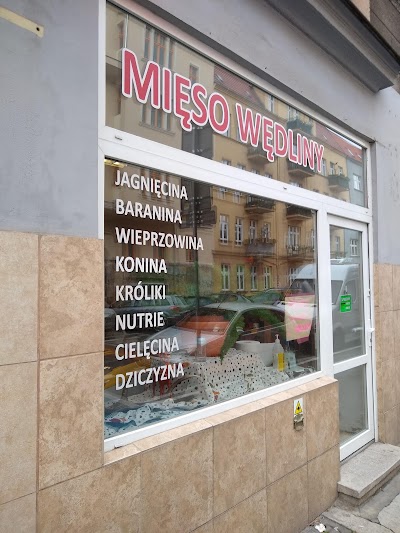 MIĘSO WĘDLINY
JAGNIĘCINA
BARANINA
WIEPRZOWINA
KONINA
KRÓLIKI
NUTRIE
CIELĘCINA
DZICZYZNA